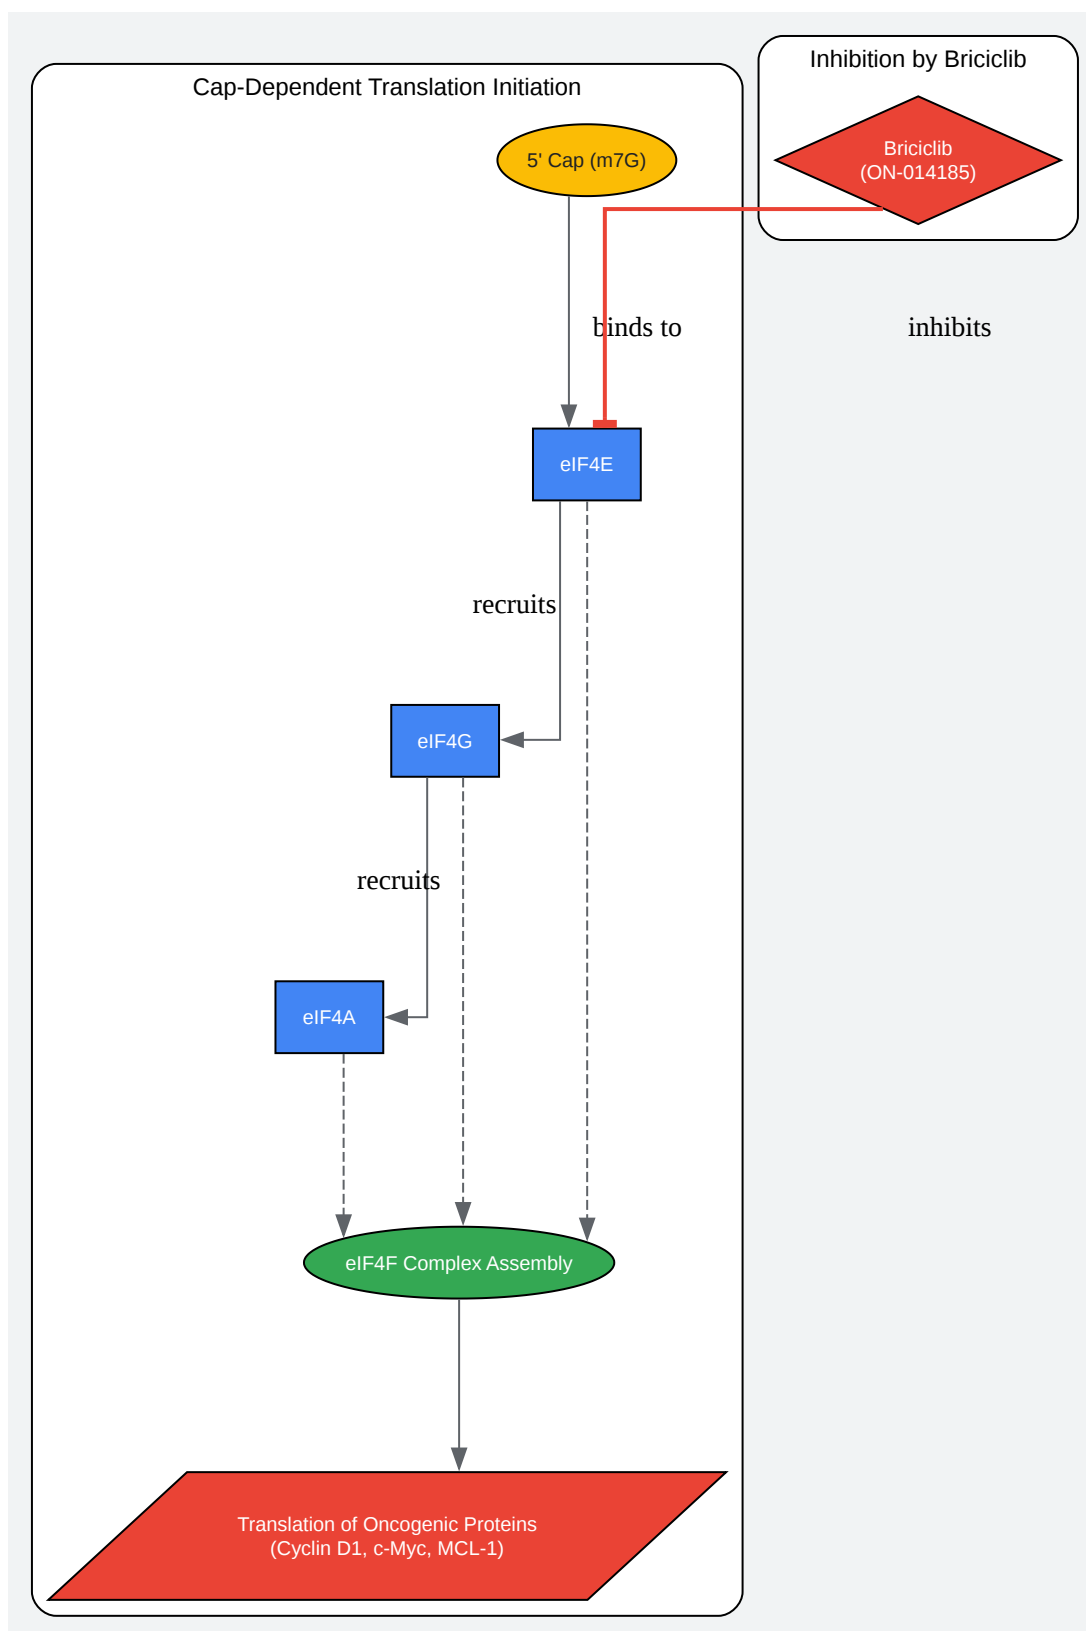 Inhibition by Briciclib
Cap-Dependent Translation Initiation
5' Cap (m7G)
Briciclib
(ON-014185)
binds to
inhibits
eIF4E
recruits
eIF4G
recruits
eIF4A
eIF4F Complex Assembly
Translation of Oncogenic Proteins
(Cyclin D1, c-Myc, MCL-1)